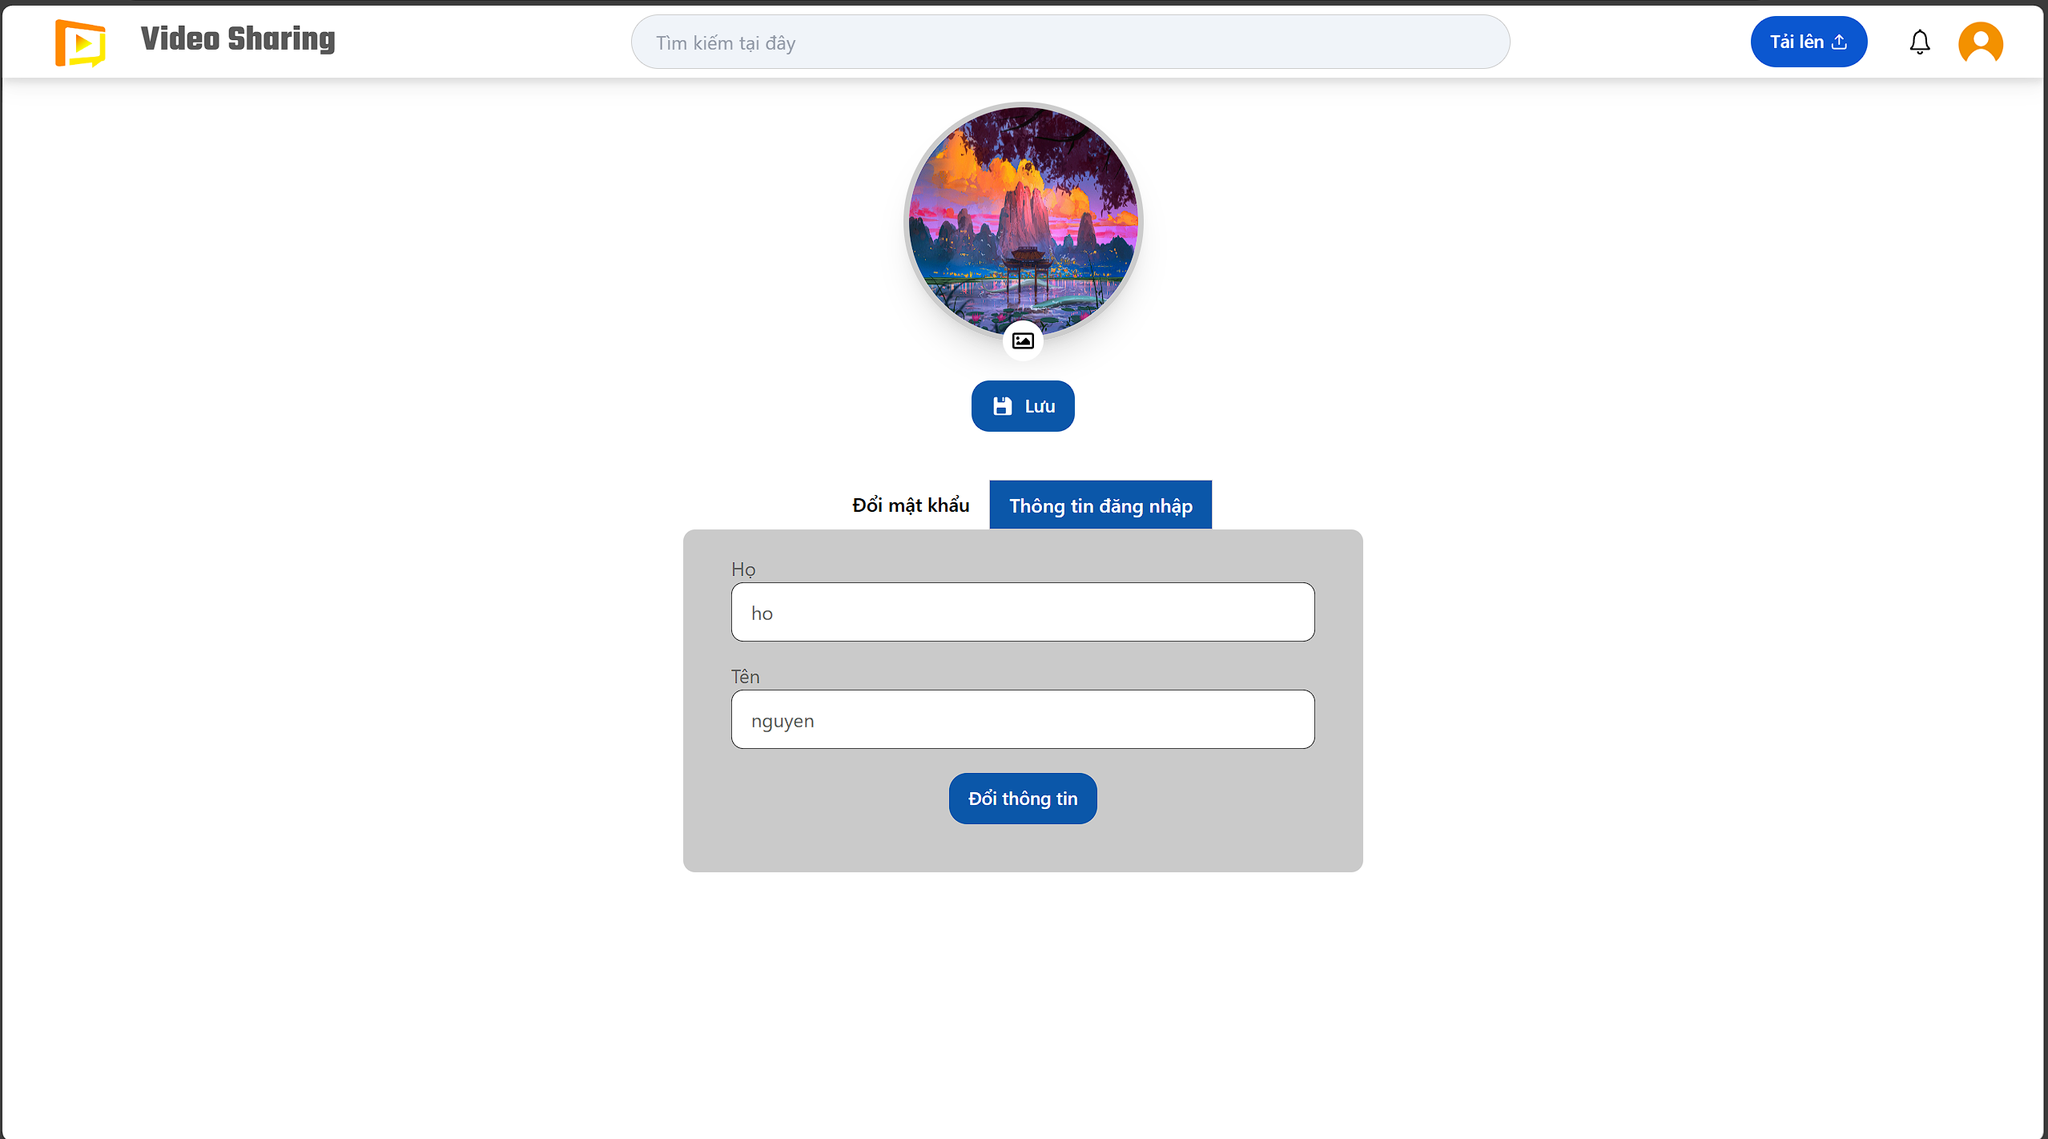 Video Sharing
Tìm kiếm tại đây
Tải lên
Lưu
Đổi mật khẩu
Thông tin đăng nhập
Họ
ho
Tên
nguyen
Đổi thông tin